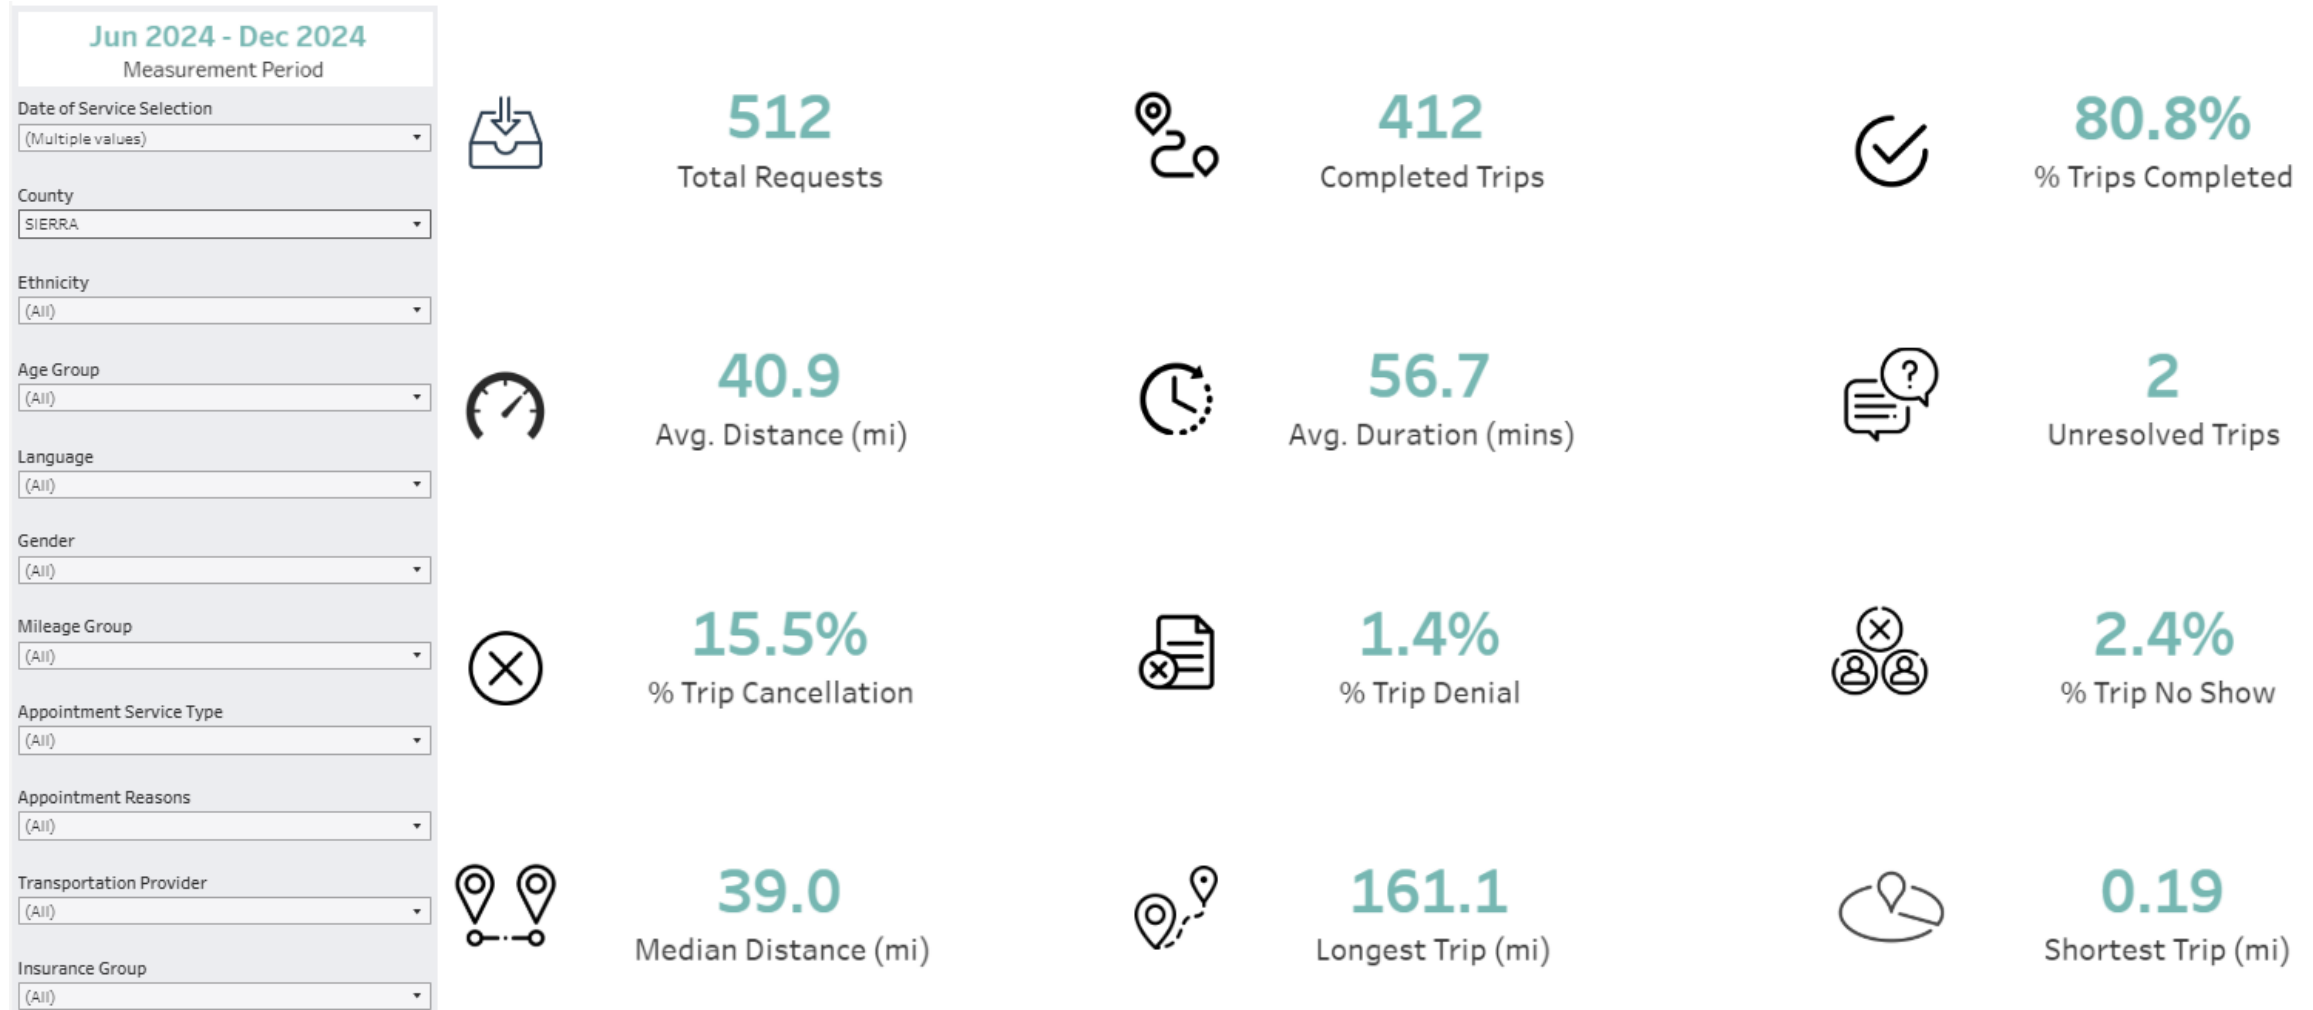 Jun 2024 - Dec 2024
Measurement Period
Date of Service Selection
(Multiple values)
County
SIERRA
Ethnicity
(All)
Age Group
(All)
Language
(All)
Gender
(All)
Mileage Group
(All)
Appointment Service Type
(All)
Appointment Reasons
(All)
Transportation Provider
(All)
Insurance Group
(All)
512
Total Requests
412
Completed Trips
80.8%
% Trips Completed
40.9
Avg. Distance (mi)
56.7
Avg. Duration (mins)
?
2
Unresolved Trips
15.5%
% Trip Cancellation
1.4%
% Trip Denial
2.4%
% Trip No Show
39.0
Median Distance (mi)
161.1
Longest Trip (mi)
0.19
Shortest Trip (mi)